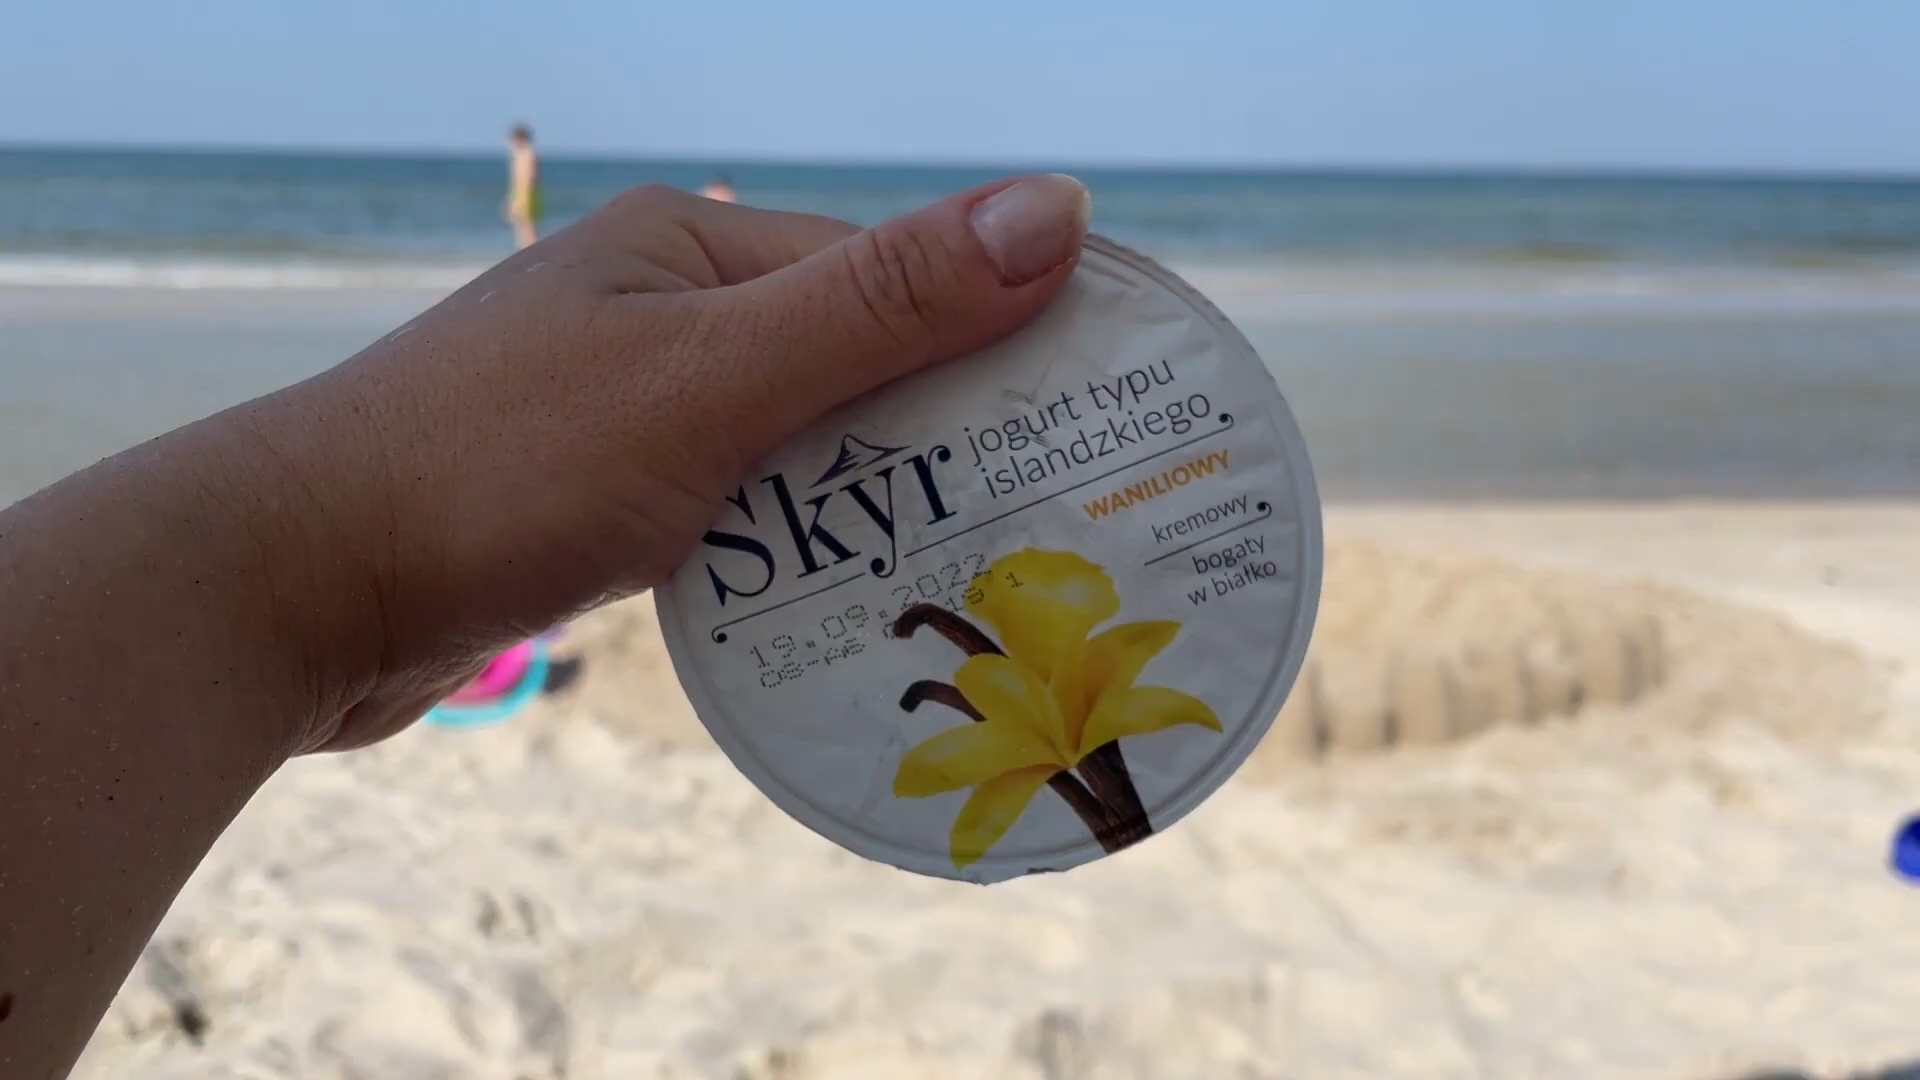 Skyr
jogurt typu
islandzkiego
WANILIOWY
kremowy
bogaty
w białko
19.09.2022